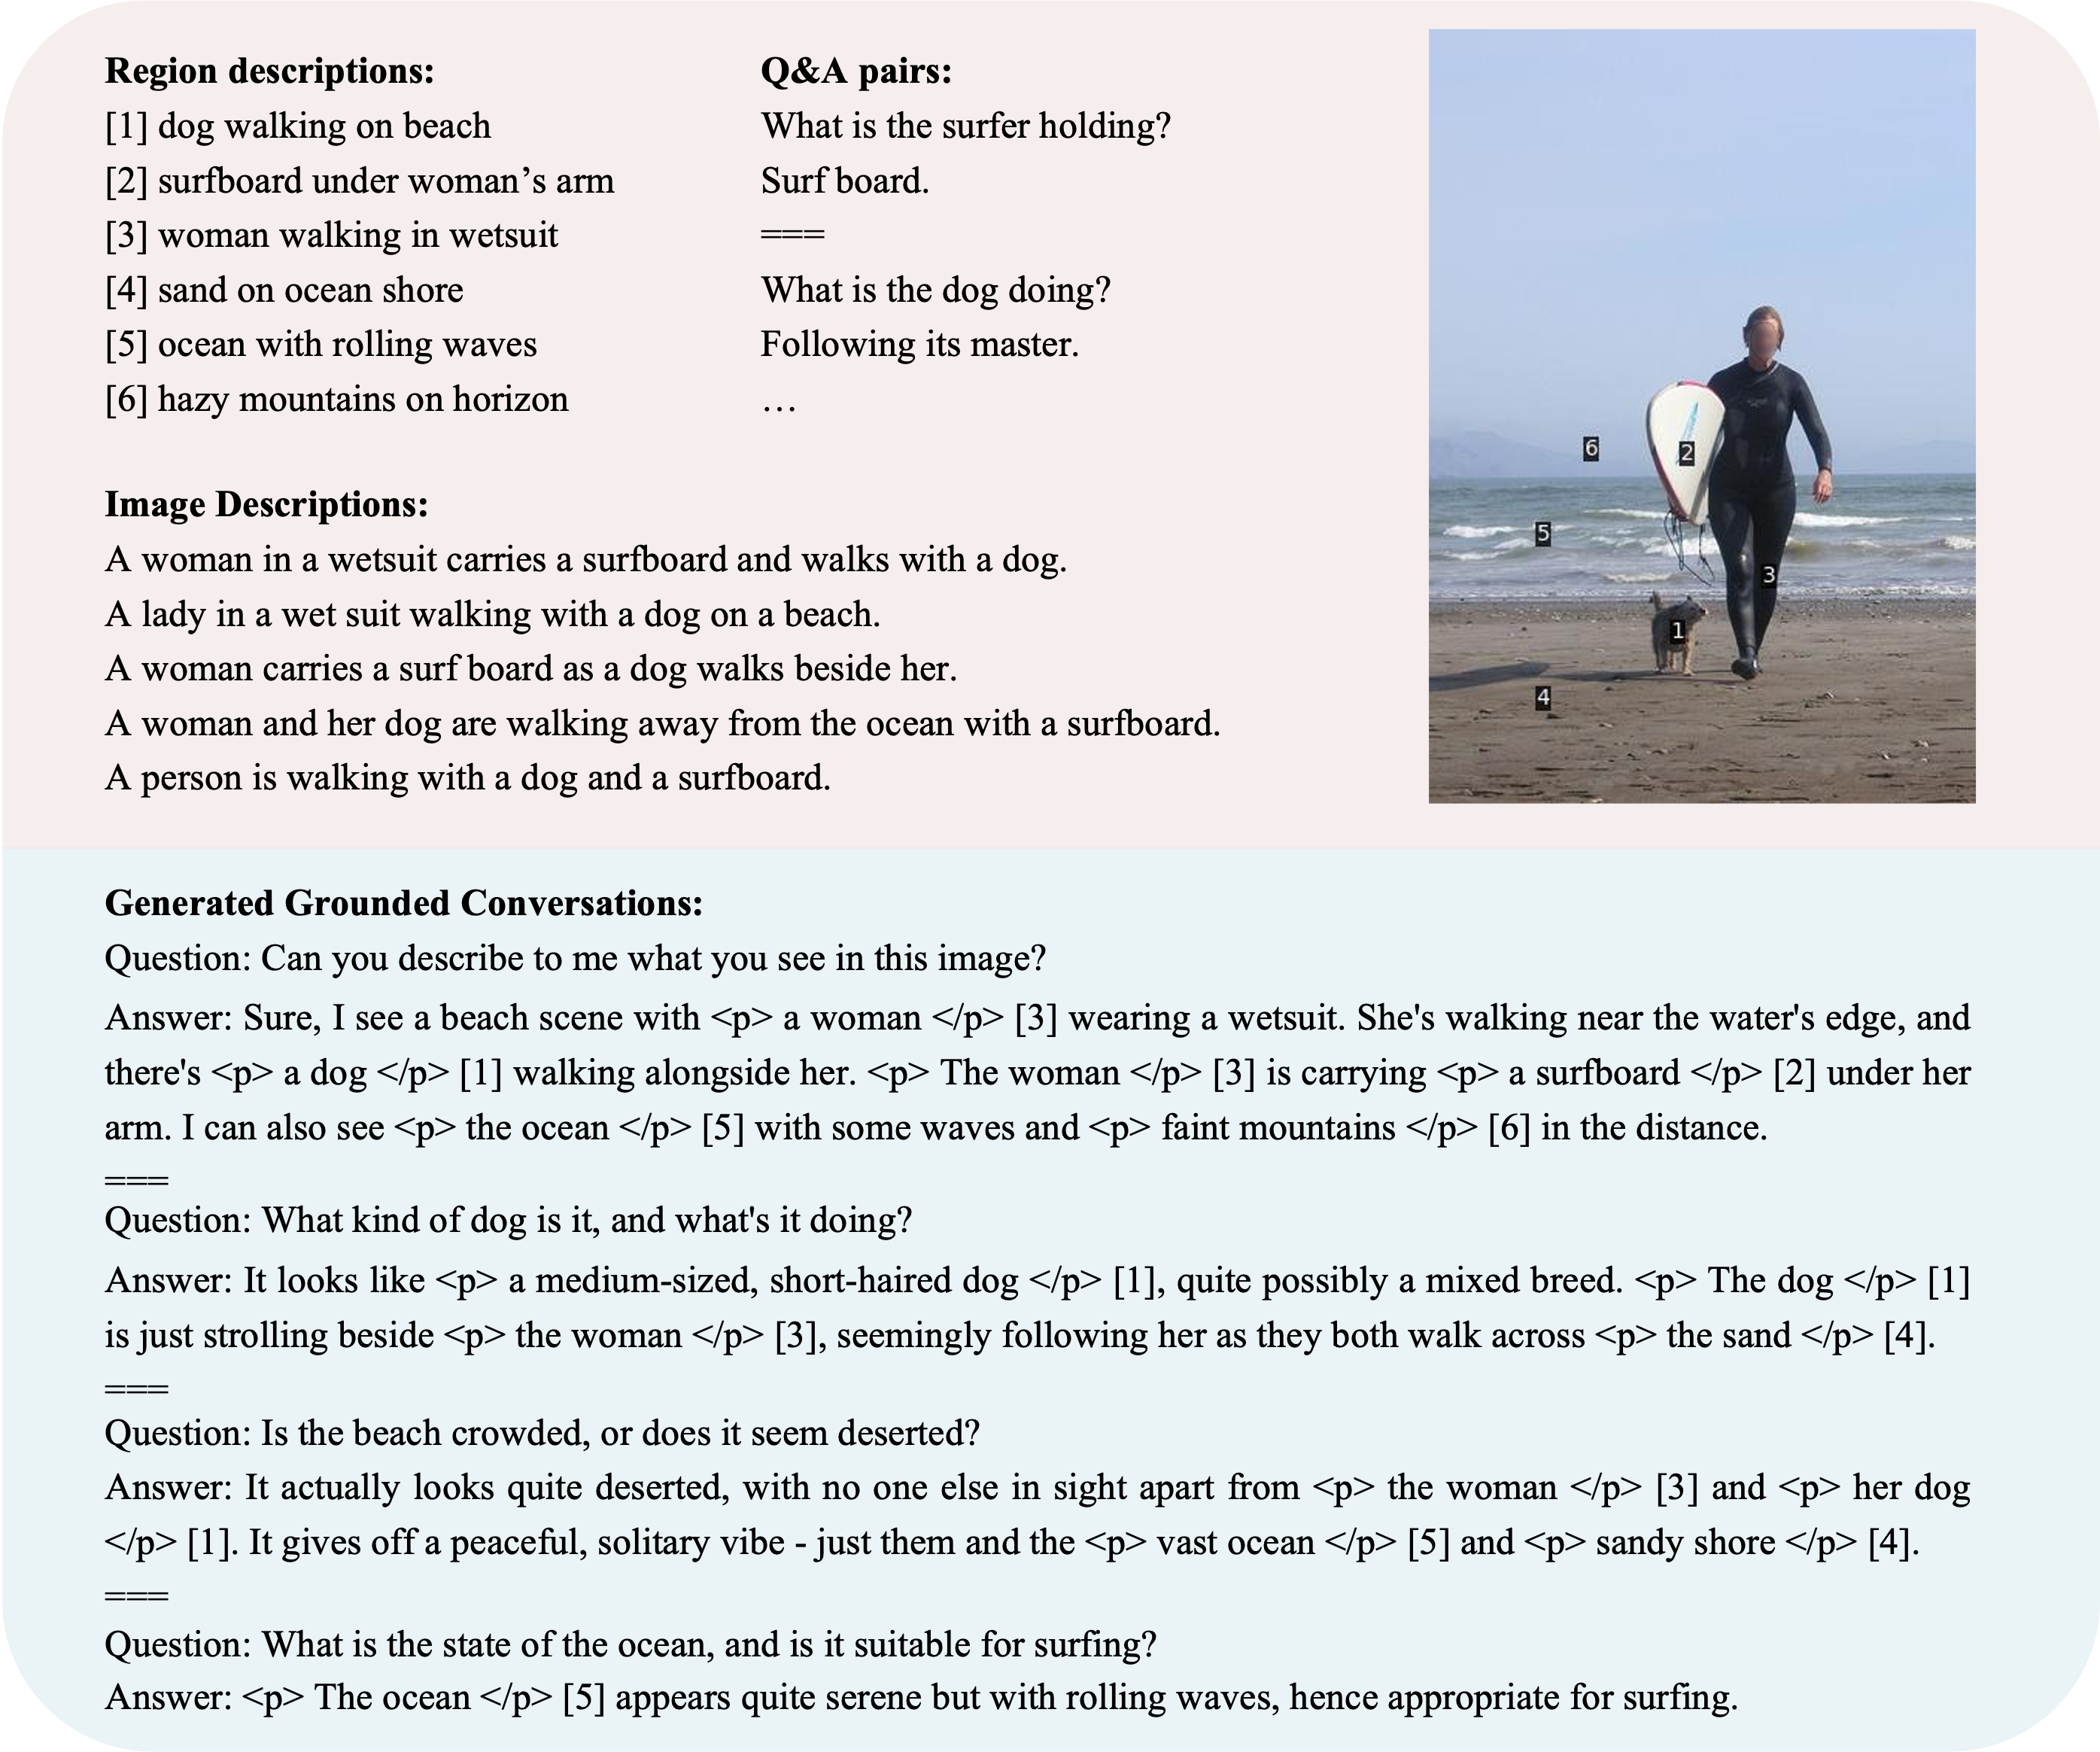 Region descriptions:
[1] dog walking on beach
[2] surfboard under woman’s arm
[3] woman walking in wetsuit
[4] sand on ocean shore
[5] ocean with rolling waves
[6] hazy mountains on horizon
Q&A pairs:
What is the surfer holding?
Surf board.
===
What is the dog doing?
Following its master.
…
Image Descriptions:
A woman in a wetsuit carries a surfboard and walks with a dog.
A lady in a wet suit walking with a dog on a beach.
A woman carries a surf board as a dog walks beside her.
A woman and her dog are walking away from the ocean with a surfboard.
A person is walking with a dog and a surfboard.
6
2
5
3
1
4
Generated Grounded Conversations:
Question: Can you describe to me what you see in this image?
Answer: Sure, I see a beach scene with <p> a woman </p> [3] wearing a wetsuit. She's walking near the water's edge, and
there's <p> a dog </p> [1] walking alongside her. <p> The woman </p> [3] is carrying <p> a surfboard </p> [2] under her
arm. I can also see <p> the ocean </p> [5] with some waves and <p> faint mountains </p> [6] in the distance.
===
Question: What kind of dog is it, and what's it doing?
Answer: It looks like <p> a medium-sized, short-haired dog </p> [1], quite possibly a mixed breed. <p> The dog </p> [1]
is just strolling beside <p> the woman </p> [3], seemingly following her as they both walk across <p> the sand </p> [4].
===
Question: Is the beach crowded, or does it seem deserted?
Answer: It actually looks quite deserted, with no one else in sight apart from <p> the woman </p> [3] and <p> her dog
</p> [1]. It gives off a peaceful, solitary vibe - just them and the <p> vast ocean </p> [5] and <p> sandy shore </p> [4].
===
Question: What is the state of the ocean, and is it suitable for surfing?
Answer: <p> The ocean </p> [5] appears quite serene but with rolling waves, hence appropriate for surfing.